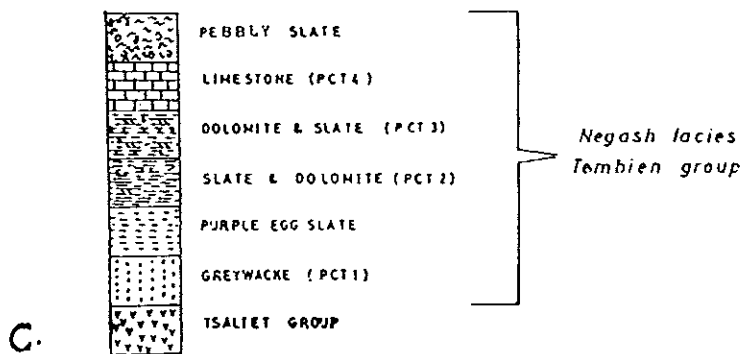 PEBBLY SLATE
LIMESTONE (PCT4)
DOLOMITE & SLATE (PCT3)
SLATE & DOLOMITE (PCT2)
PURPLE EGG SLATE
GREYWACKE (PCT1)
TSALIET GROUP
Negash facies
Tembien group
C.